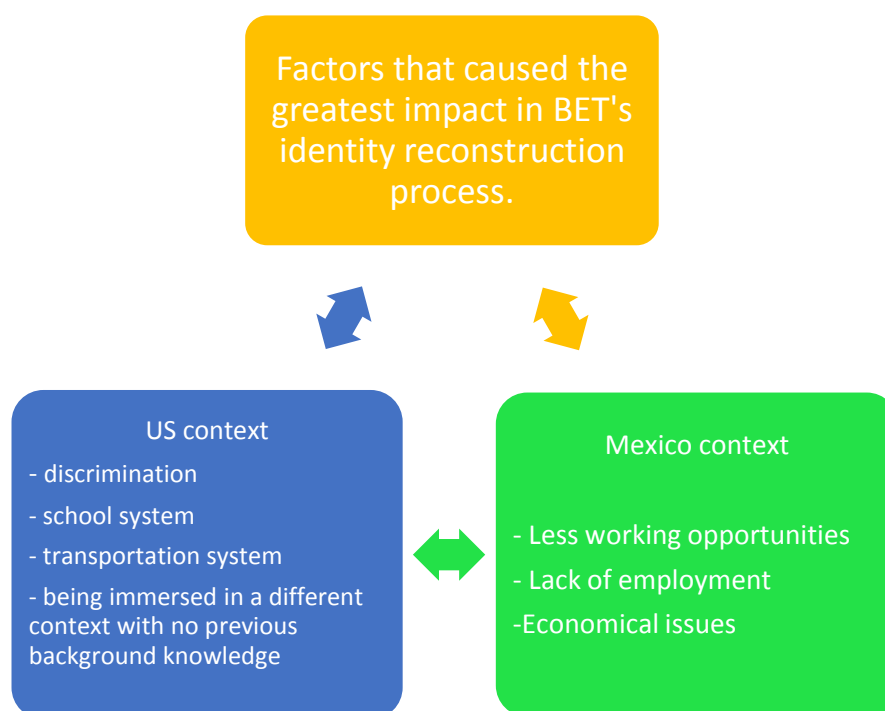 Factors that caused the
greatest impact in BET's
identity reconstruction
process.
US context
- discrimination
- school system
- transportation system
- being immersed in a different
context with no previous
background knowledge
Mexico context
- Less working opportunities
- Lack of employment
-Economical issues